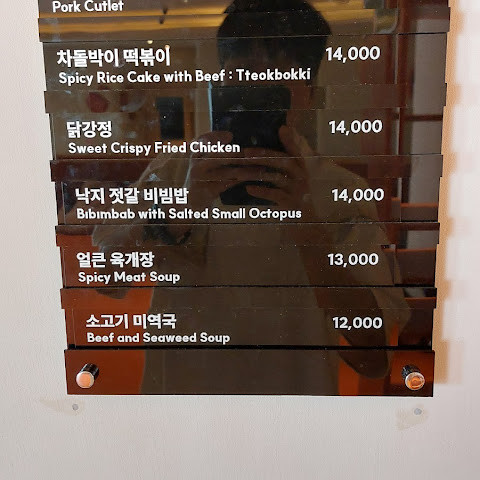 Pork Cutlet
차돌박이 떡볶이 14,000
Spicy Rice Cake with Beef : Tteokbokki
닭강정 14,000
Sweet Crispy Fried Chicken
낙지 젓갈 비빔밥 14,000
Bibimbab with Salted Small Octopus
얼큰 육개장 13,000
Spicy Meat Soup
소고기 미역국 12,000
Beef and Seaweed Soup